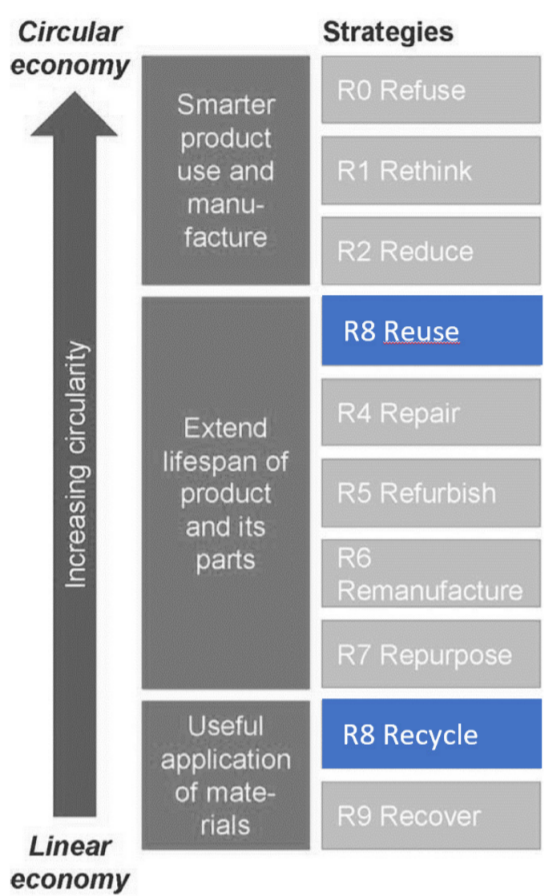 Circular
economy
Strategies
Increasing circularity
Smarter
product
use and
manu-
facture
R0 Refuse
R1 Rethink
R2 Reduce
Extend
lifespan of
product
and its
parts
R8 Reuse
R4 Repair
R5 Refurbish
R6
Remanufacture
R7 Repurpose
Useful
application
of mate-
rials
R8 Recycle
R9 Recover
Linear
economy